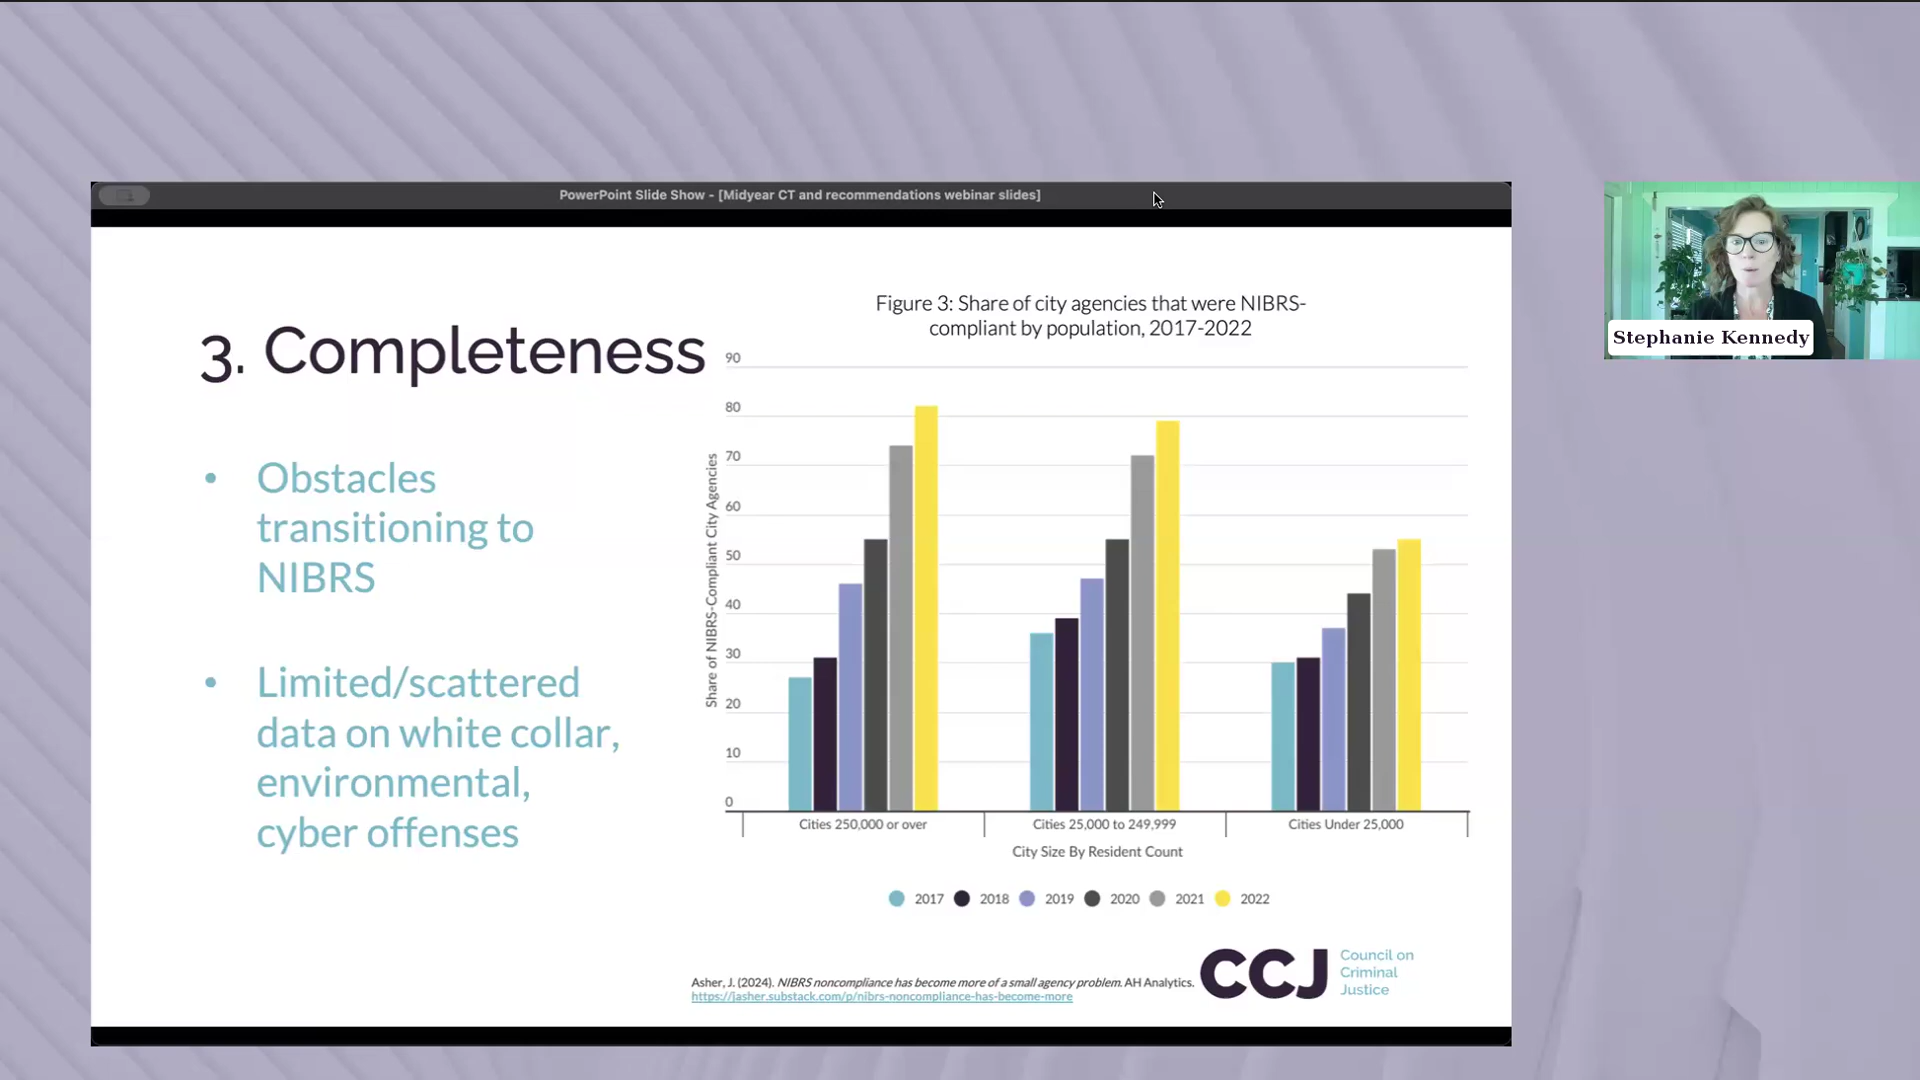 PowerPoint Slide Show - [Midyear CT and recommendations webinar slides]
3. Completeness
• Obstacles
transitioning to
NIBRS
• Limited/scattered
data on white collar,
environmental,
cyber offenses
Figure 3: Share of city agencies that were NIBRS-
compliant by population, 2017-2022
Share of NIBRS-Compliant City Agencies
90
80
70
60
50
40
30
20
10
0
Cities 250,000 or over
Cities 25,000 to 249,999
Cities Under 25,000
City Size By Resident Count
2017 2018 2019 2020 2021 2022
Asher, J. (2024). NIBRS noncompliance has become more of a small agency problem. AH Analytics.
https://jasher.substack.com/p/nibrs-noncompliance-has-become-more
CCJ
Council on
Criminal
Justice
Stephanie Kennedy